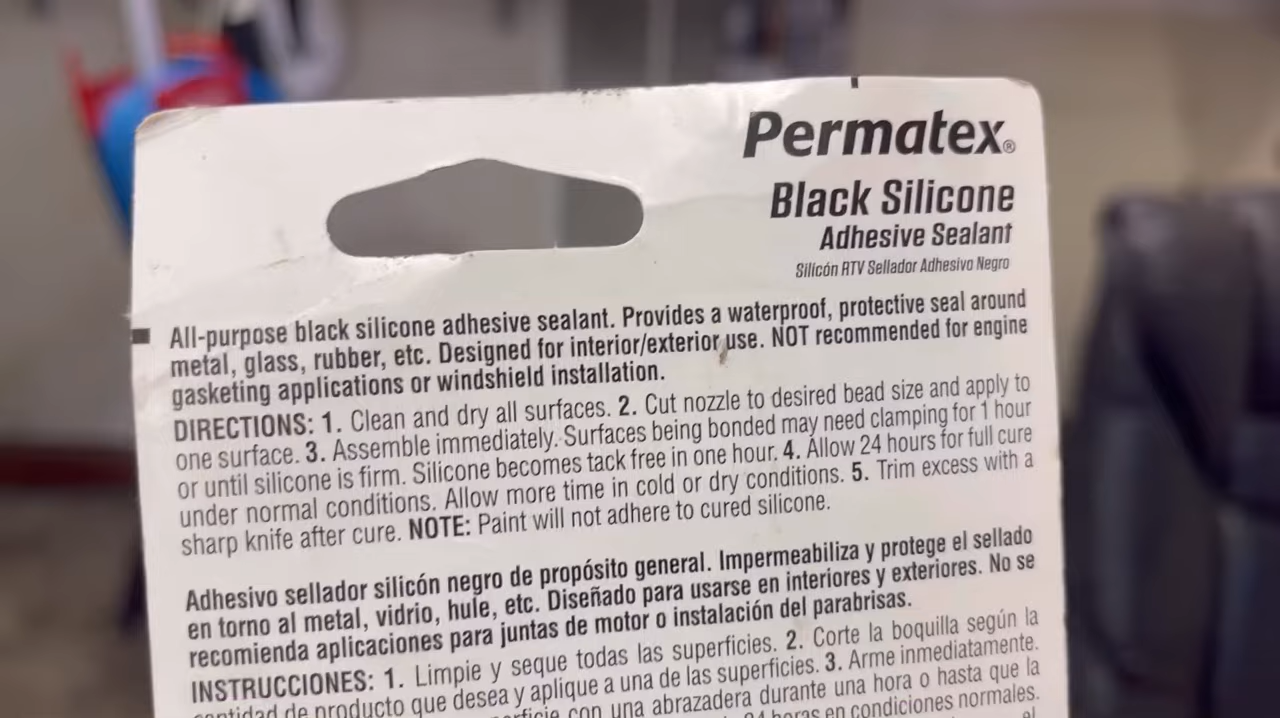 Permatex®
Black Silicone
Adhesive Sealant
Silicón RTV Sellador Adhesivo Negro
All-purpose black silicone adhesive sealant. Provides a waterproof, protective seal around
metal, glass, rubber, etc. Designed for interior/exterior use. NOT recommended for engine
gasketing applications or windshield installation.
DIRECTIONS: 1. Clean and dry all surfaces. 2. Cut nozzle to desired bead size and apply to
one surface. 3. Assemble immediately. Surfaces being bonded may need clamping for 1 hour
or until silicone is firm. Silicone becomes tack free in one hour. 4. Allow 24 hours for full cure
under normal conditions. Allow more time in cold or dry conditions. 5. Trim excess with a
sharp knife after cure. NOTE: Paint will not adhere to cured silicone.
Adhesivo sellador silicón negro de propósito general. Impermeabiliza y protege el sellado
en torno al metal, vidrio, hule, etc. Diseñado para usarse en interiores y exteriores. No se
recomienda aplicaciones para juntas de motor o instalación del parabrisas.
INSTRUCCIONES: 1. Limpie y seque todas las superficies. 2. Corte la boquilla según la
cantidad de producto que desea y aplique a una de las superficies. 3. Arme inmediatamente.
con una abrazadera durante una hora o hasta que la
24 horas en condiciones normales.
el